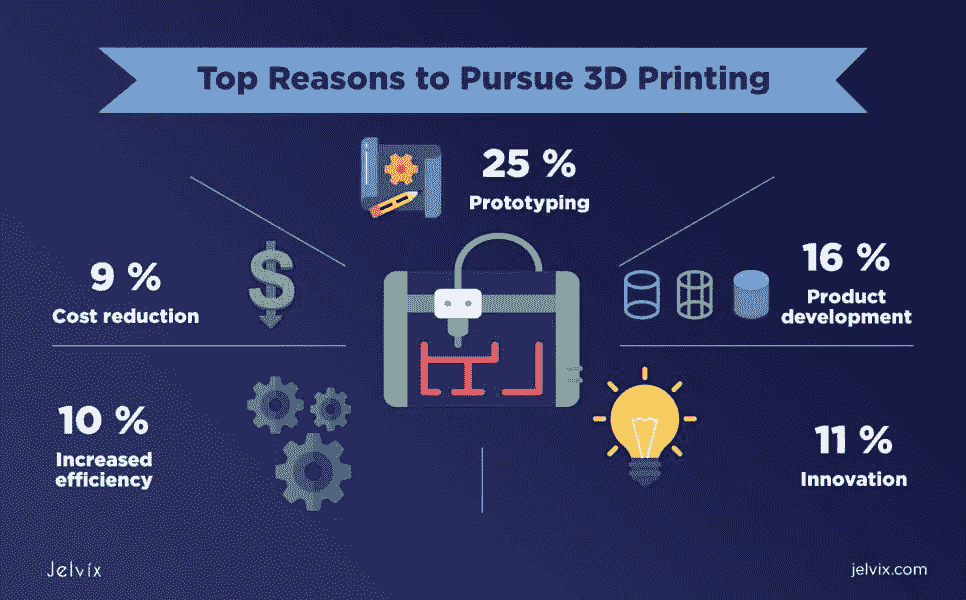 Top Reasons to Pursue 3D Printing
25 %
Prototyping
9 %
Cost reduction
16 %
Product
development
10 %
Increased
efficiency
11 %
Innovation
Jelvix
jelvix.com